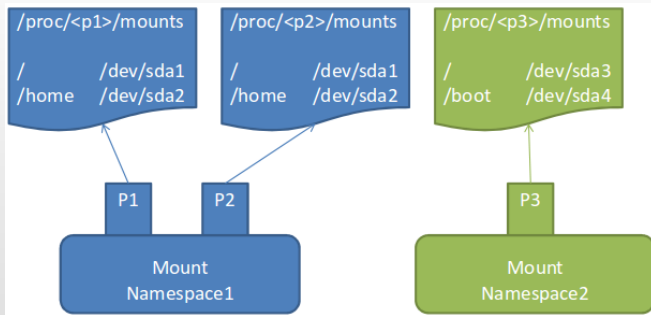 /proc/<p1>/mounts
/ /dev/sda1
/home /dev/sda2
/proc/<p2>/mounts
/ /dev/sda1
/home /dev/sda2
/proc/<p3>/mounts
/ /dev/sda3
/boot /dev/sda4
P1
P2
P3
Mount
Namespace1
Mount
Namespace2